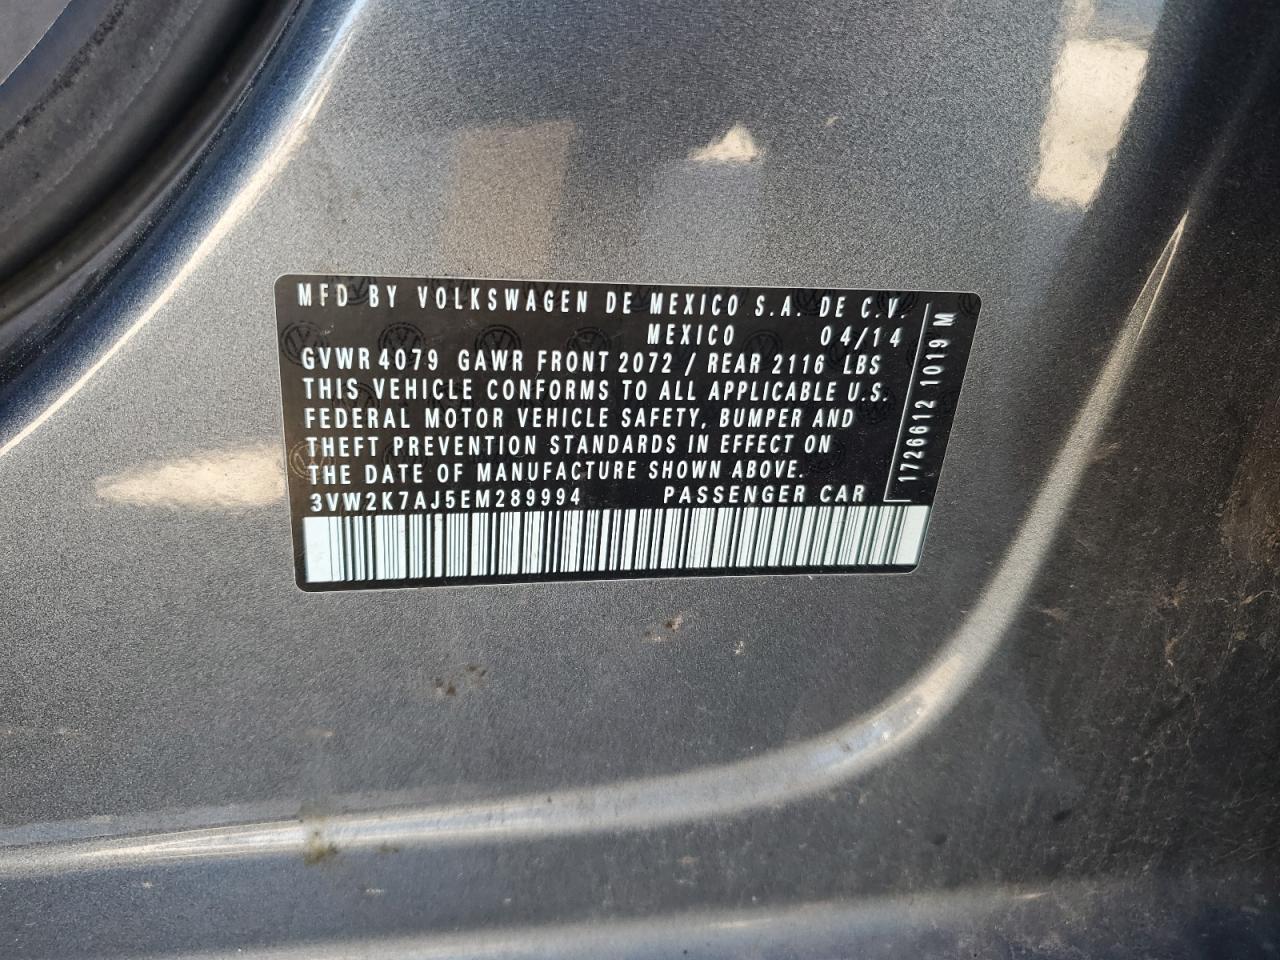 MFD BY VOLKSWAGEN DE MEXICO S.A. DE C.V.
MEXICO 04/14
GVWR 4079 GAWR FRONT 2072 / REAR 2116 LBS
THIS VEHICLE CONFORMS TO ALL APPLICABLE U.S.
FEDERAL MOTOR VEHICLE SAFETY, BUMPER AND
THEFT PREVENTION STANDARDS IN EFFECT ON
THE DATE OF MANUFACTURE SHOWN ABOVE.
3VW2K7AJ5EM289994 PASSENGER CAR
1726612 1019 M